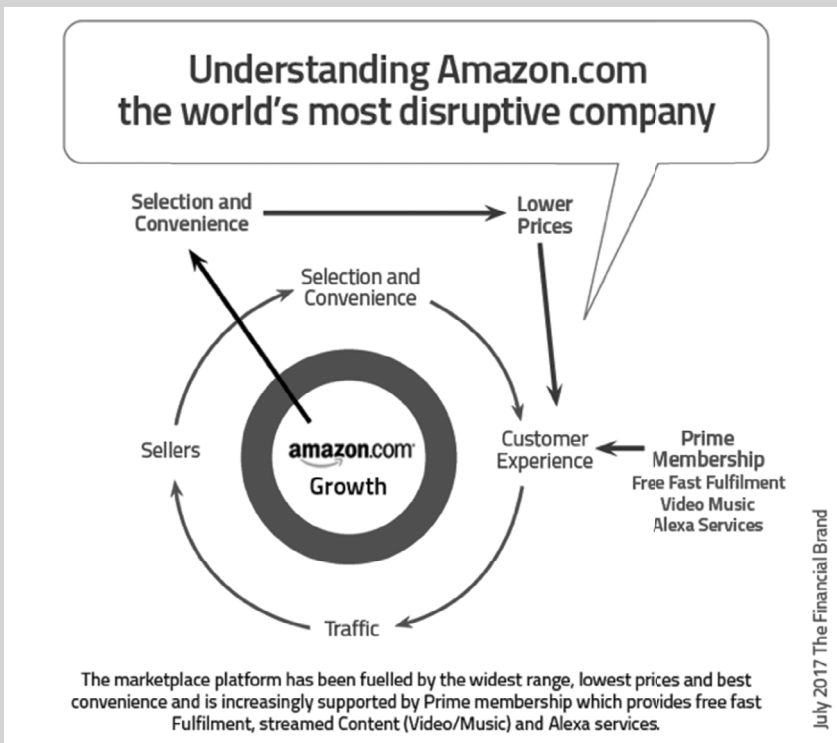 Understanding Amazon.com
the world's most disruptive company
Selection and
Convenience
Lower
Prices
Selection and
Convenience
Sellers
amazon.com
Growth
Customer
Experience
Prime
Membership
Free Fast Fulfilment
Video Music
Alexa Services
Traffic
The marketplace platform has been fuelled by the widest range, lowest prices and best
convenience and is increasingly supported by Prime membership which provides free fast
Fulfilment, streamed Content (Video/Music) and Alexa services.
July 2017 The Financial Brand